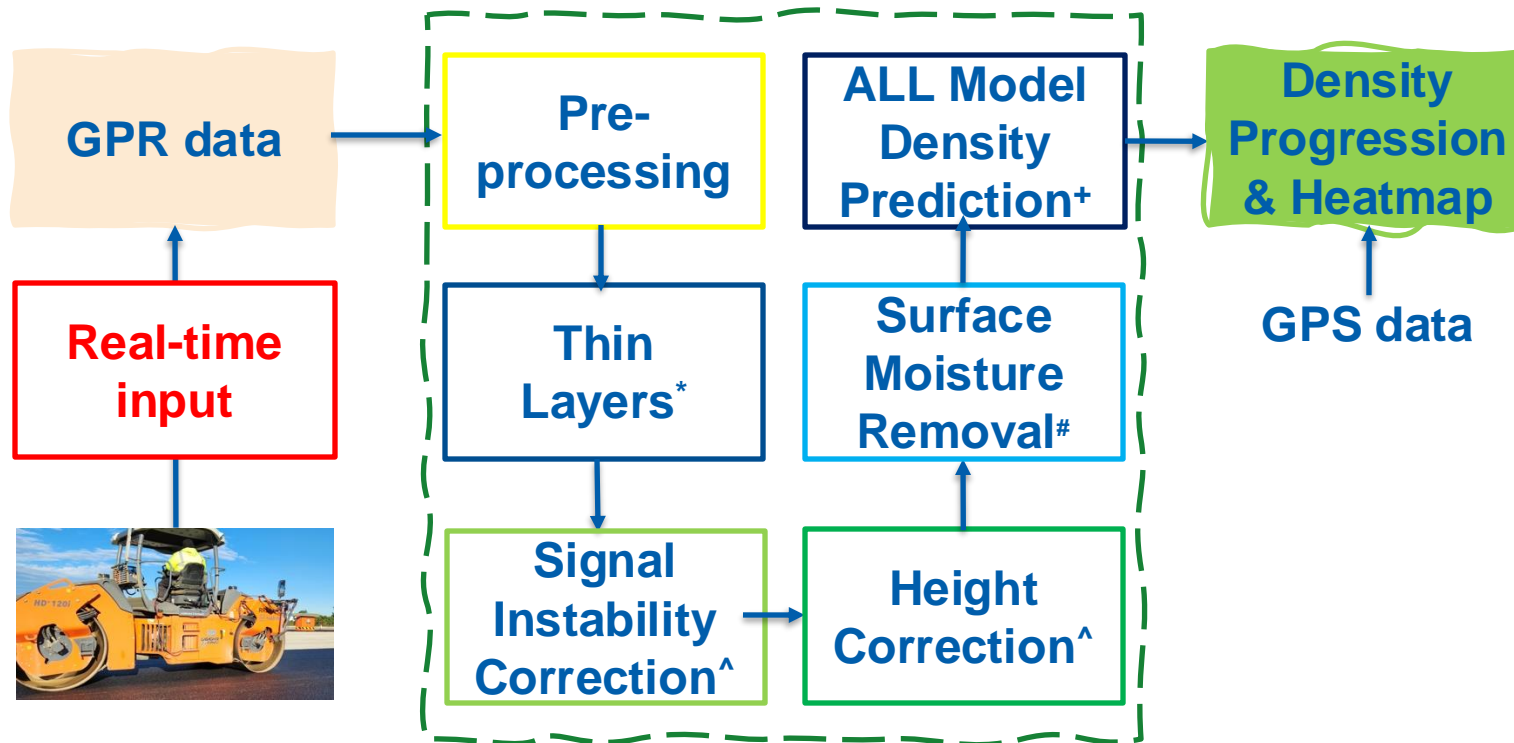 GPR data
Pre-
processing
ALL Model
Density
Prediction⁺
Density
Progression
& Heatmap
Real-time
input
Thin
Layers*
Surface
Moisture
Removal#
GPS data
Signal
Instability
Correction^
Height
Correction^